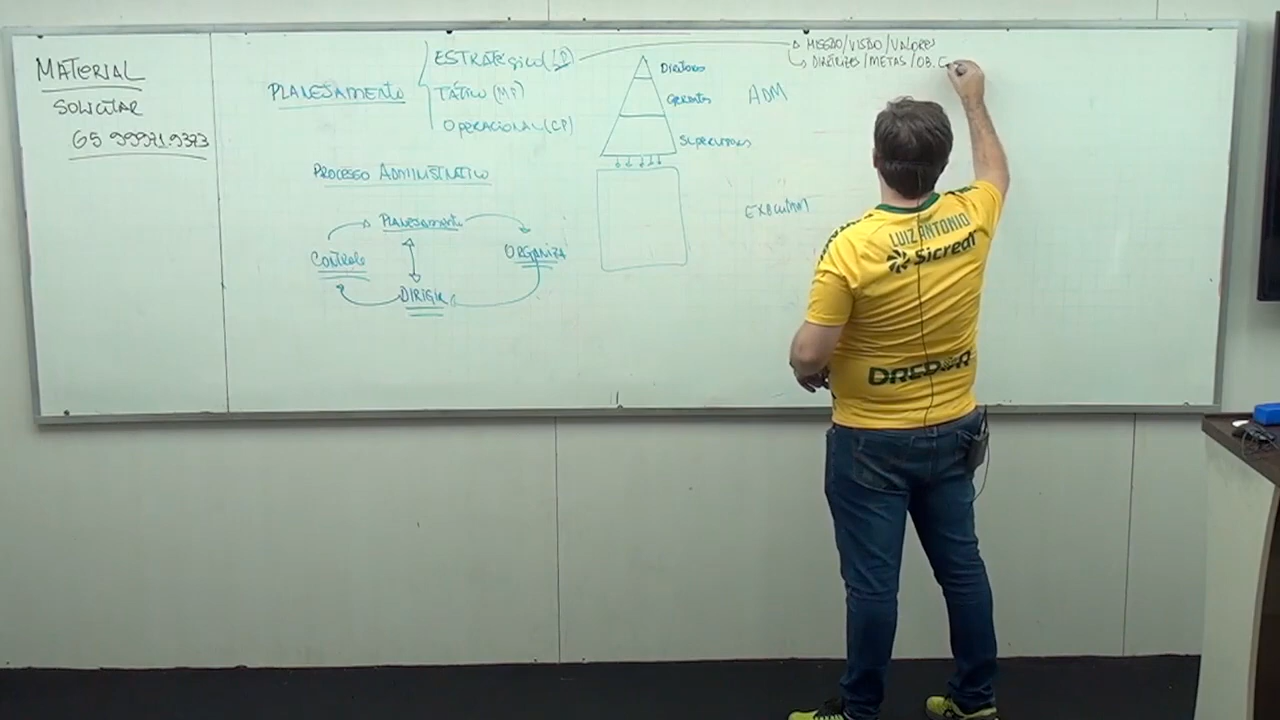 MATERIAL
SOLICITAR
65 99971.9373
PLANEJAMENTO
ESTRATÉGICO (LP)
TÁTICO (MP)
OPERACIONAL (CP)
DIRETORES
GERENTES
SUPERVISORES
ADM
MISSÃO/VISÃO/VALORES
DIRETRIZES/METAS/OB. G
PROCESSO ADMINISTRATIVO
PLANEJAMENTO
ORGANIZA
DIRIGIR
CONTROLE
EXECUTAM
LUIZ ANTONIO
Sicredi
DREBOR